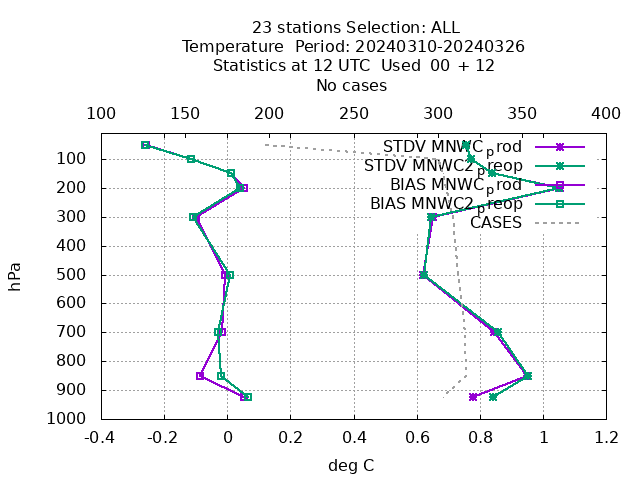 23 stations Selection: ALL
Temperature  Period: 20240310-20240326
Statistics at 12 UTC  Used  00 + 12
No cases
100 150 200 250 300 350 400
STDV MNWC_prod
STDV MNWC2_preop
BIAS MNWC_prod
BIAS MNWC2_preop
CASES
hPa
100
200
300
400
500
600
700
800
900
1000
-0.4 -0.2 0 0.2 0.4 0.6 0.8 1 1.2
deg C